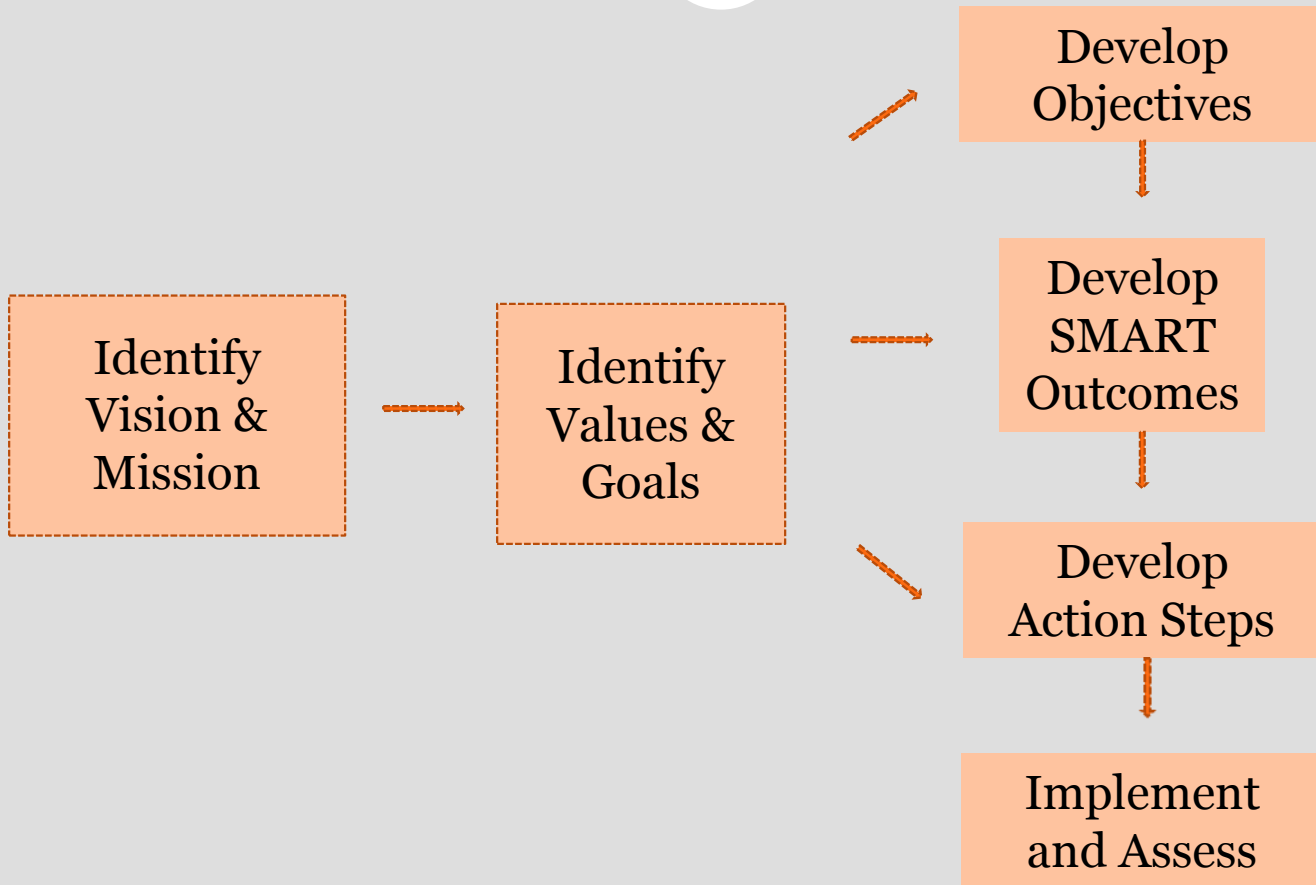 Identify
Vision &
Mission
Identify
Values &
Goals
Develop
Objectives
Develop
SMART
Outcomes
Develop
Action Steps
Implement
and Assess